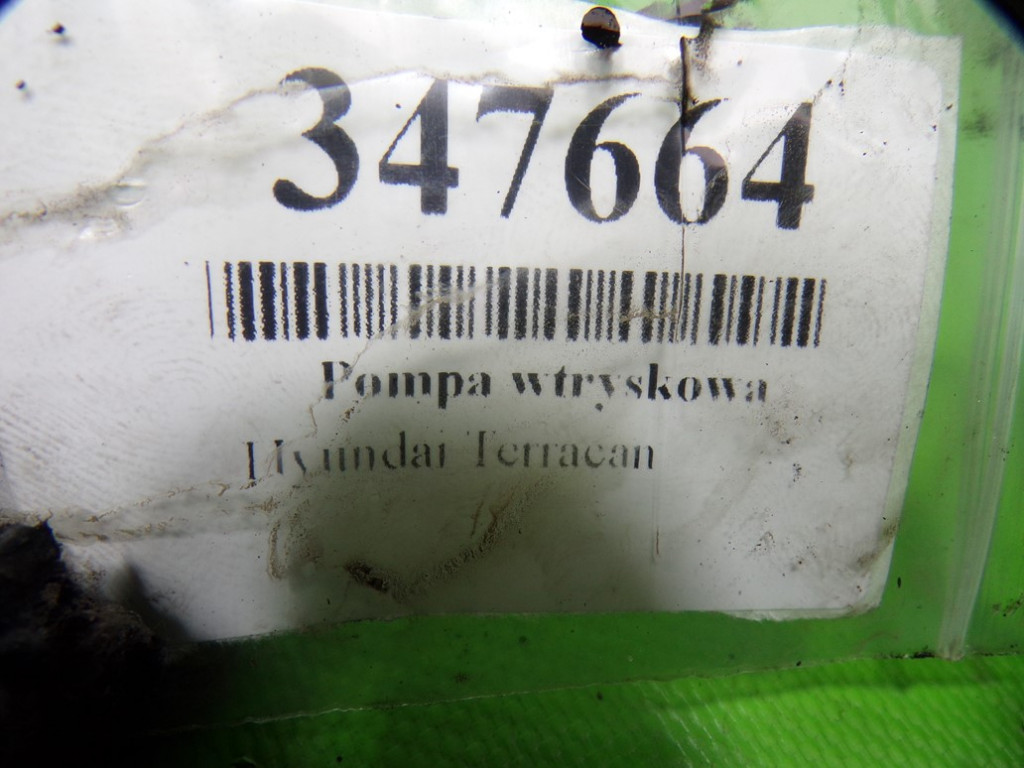 347664
Pompa wtryskowa
Hyundai Terracan